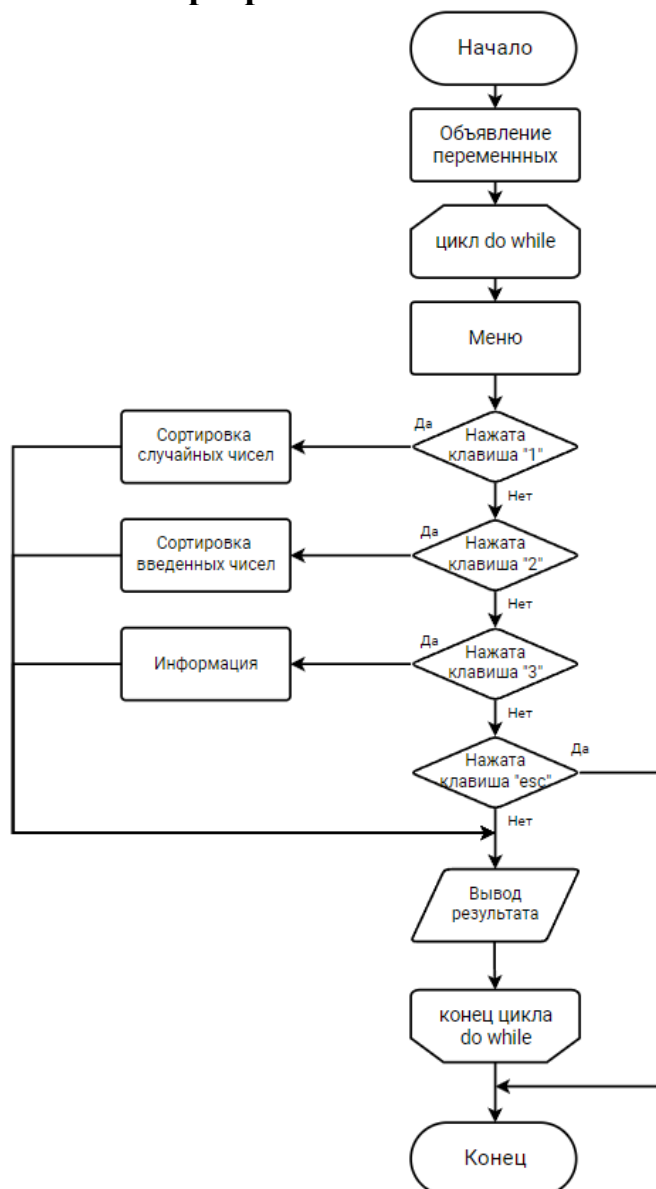 Начало
Объявление
переменнных
цикл do while
Меню
Да
Нажата
клавиша "1"
Сортировка
случайных чисел
Нет
Да
Нажата
клавиша "2"
Сортировка
введенных чисел
Нет
Да
Нажата
клавиша "3"
Информация
Нет
Нажата
клавиша "esc"
Да
Нет
Вывод
результата
конец цикла
do while
Конец